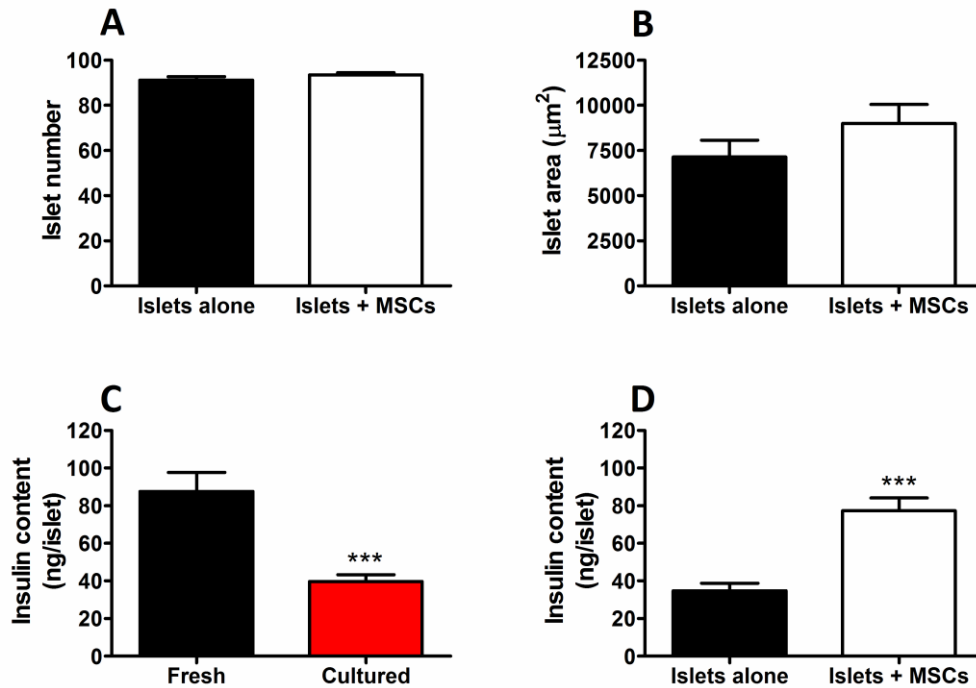 A
Islet number
100
80
60
40
20
0
Islets alone
Islets + MSCs
B
Islet area (μm²)
12500
10000
7500
5000
2500
0
Islets alone
Islets + MSCs
C
Insulin content
(ng/islet)
120
100
80
60
40
20
0
***
Fresh
Cultured
D
Insulin content
(ng/islet)
120
100
80
60
40
20
0
***
Islets alone
Islets + MSCs